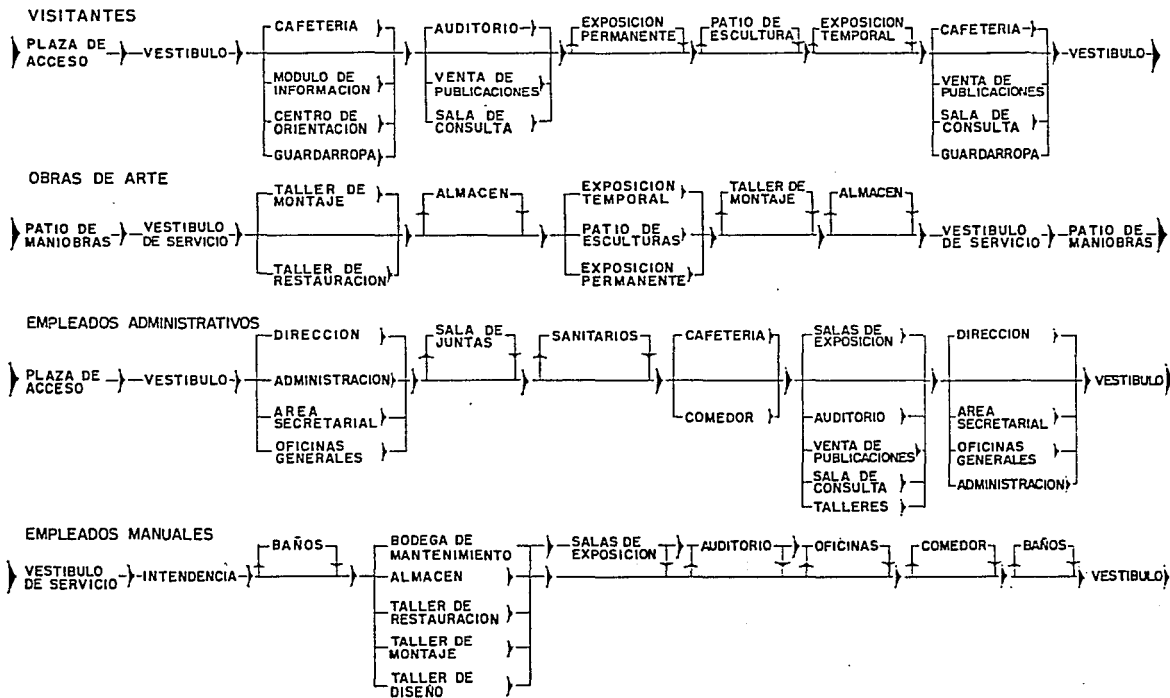 VISITANTES
PLAZA DE
ACCESO
VESTIBULO
CAFETERIA
MODULO DE
INFORMACION
CENTRO DE
ORIENTACION
GUARDARROPA
AUDITORIO
VENTA DE
PUBLICACIONES
SALA DE
CONSULTA
EXPOSICION
PERMANENTE
PATIO DE
ESCULTURA
EXPOSICION
TEMPORAL
CAFETERIA
VENTA DE
PUBLICACIONES
SALA DE
CONSULTA
GUARDARROPA
VESTIBULO
OBRAS DE ARTE
PATIO DE
MANIOBRAS
VESTIBULO
DE SERVICIO
TALLER DE
MONTAJE
TALLER DE
RESTAURACION
ALMACEN
EXPOSICION
TEMPORAL
PATIO DE
ESCULTURAS
EXPOSICION
PERMANENTE
TALLER DE
MONTAJE
ALMACEN
VESTIBULO
DE SERVICIO
PATIO DE
MANIOBRAS
EMPLEADOS ADMINISTRATIVOS
PLAZA DE
ACCESO
VESTIBULO
DIRECCION
ADMINISTRACION
AREA
SECRETARIAL
OFICINAS
GENERALES
SALA DE
JUNTAS
SANITARIOS
CAFETERIA
COMEDOR
SALAS DE
EXPOSICION
AUDITORIO
VENTA DE
PUBLICACIONES
SALA DE
CONSULTA
TALLERES
DIRECCION
AREA
SECRETARIAL
OFICINAS
GENERALES
ADMINISTRACION
VESTIBULO
EMPLEADOS MANUALES
VESTIBULO
DE SERVICIO
INTENDENCIA
BAÑOS
BODEGA DE
MANTENIMIENTO
ALMACEN
TALLER DE
RESTAURACION
TALLER DE
MONTAJE
TALLER DE
DISEÑO
SALAS DE
EXPOSICION
AUDITORIO
OFICINAS
COMEDOR
BAÑOS
VESTIBULO